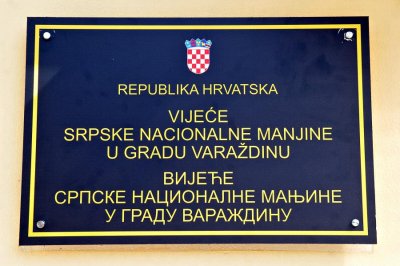 REPUBLIKA HRVATSKA
VIJEĆE
SRPSKE NACIONALNE MANJINE
U GRADU VARAŽDINU
ВИЈЕЋЕ
СРПСКЕ НАЦИОНАЛНЕ МАЊИНЕ
У ГРАДУ ВАРАЖДИНУ